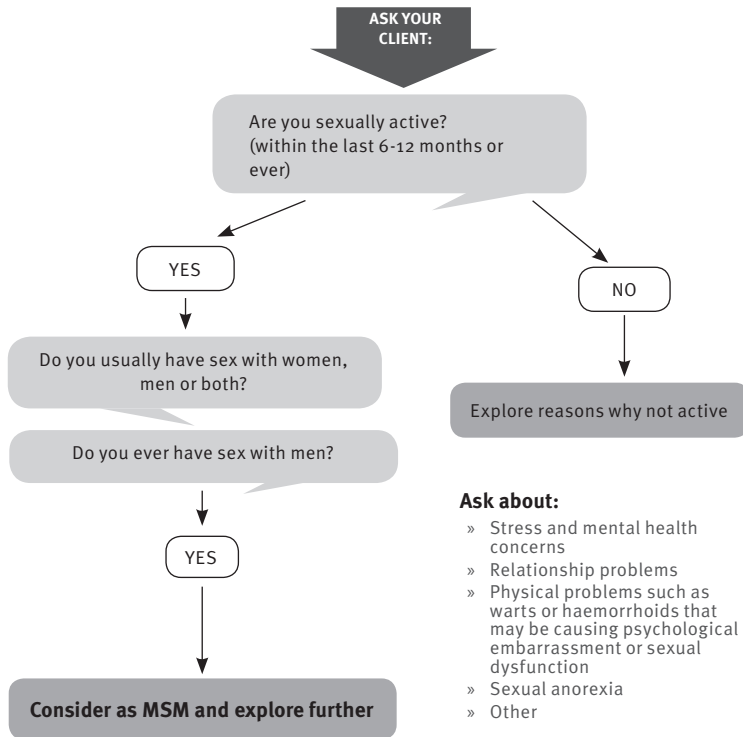 ASK YOUR
CLIENT:
Are you sexually active?
(within the last 6-12 months or
ever)
YES
NO
Do you usually have sex with women,
men or both?
Explore reasons why not active
Do you ever have sex with men?
YES
Consider as MSM and explore further
Ask about:
» Stress and mental health
concerns
» Relationship problems
» Physical problems such as
warts or haemorrhoids that
may be causing psychological
embarrassment or sexual
dysfunction
» Sexual anorexia
» Other